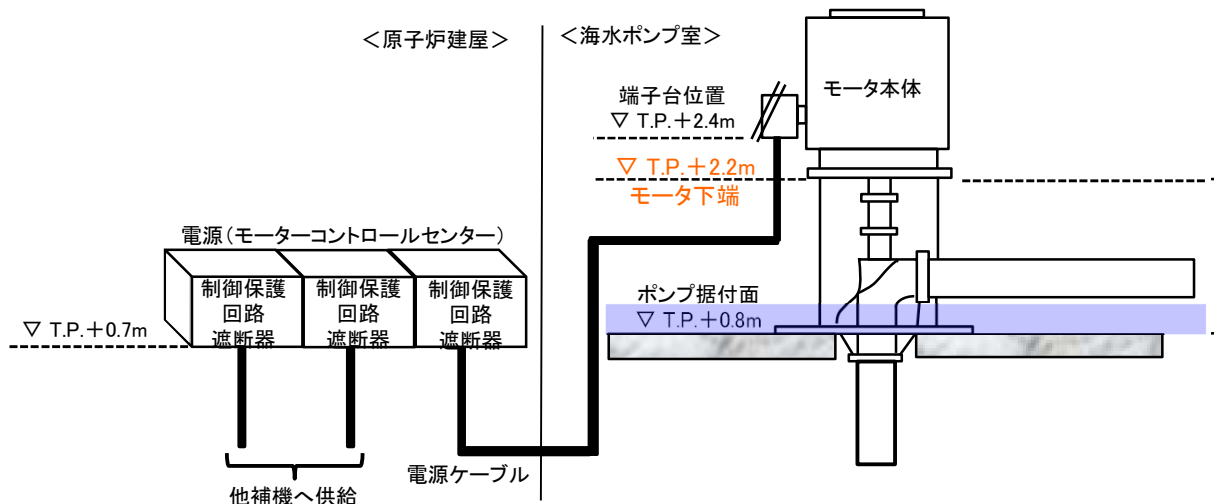 <原子炉建屋>
<海水ポンプ室>
モータ本体
端子台位置
▽ T.P.+2.4m
▽ T.P.+2.2m
モータ下端
電源(モーターコントロールセンター)
制御保護
回路
遮断器
制御保護
回路
遮断器
制御保護
回路
遮断器
▽ T.P.+0.7m
ポンプ据付面
▽ T.P.+0.8m
電源ケーブル
他補機へ供給